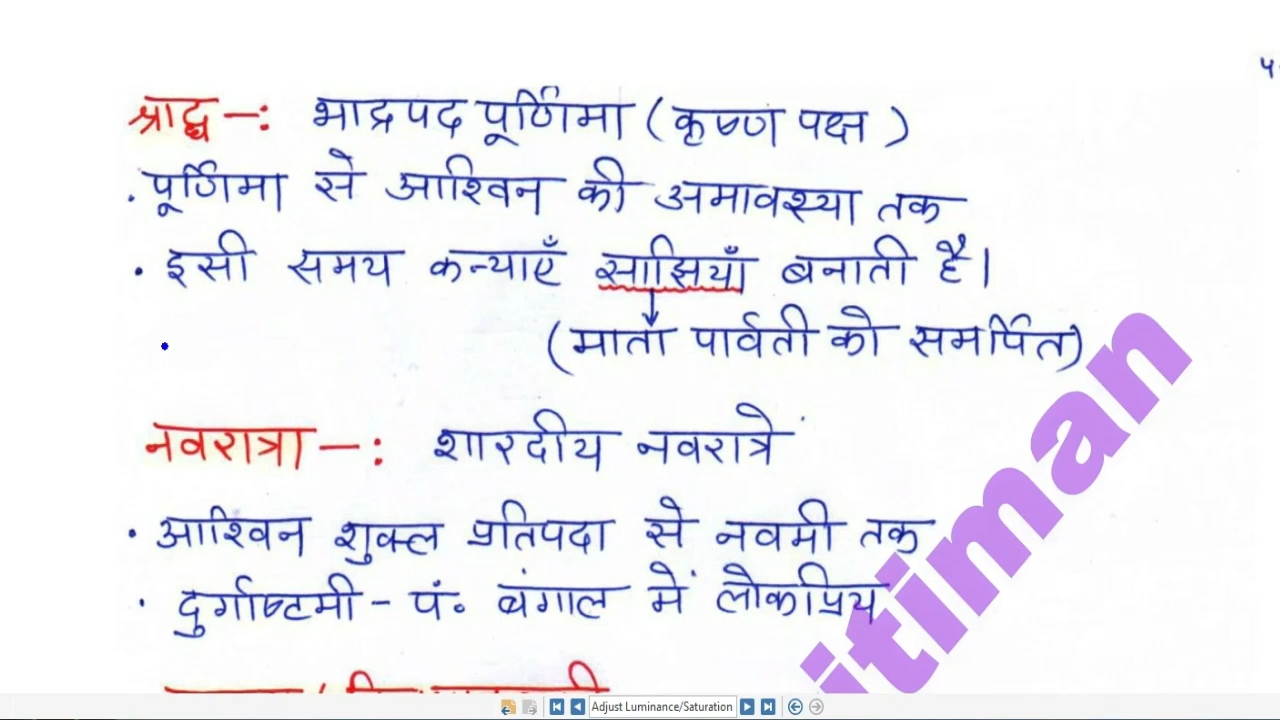 श्राद्ध -: भाद्रपद पूर्णिमा (कृष्ण पक्ष)
. पूर्णिमा से आश्विन की अमावश्या तक
• इसी समय कन्याएँ साझियाँ बनाती है।
(माता पार्वती को समर्पित)
नवरात्रा -: शारदीय नवरात्रे
• आश्विन शुक्ल प्रतिपदा से नवमी तक
• दुर्गाष्टमी - पं. बंगाल में लोकप्रिय
itiman
Adjust Luminance/Saturation